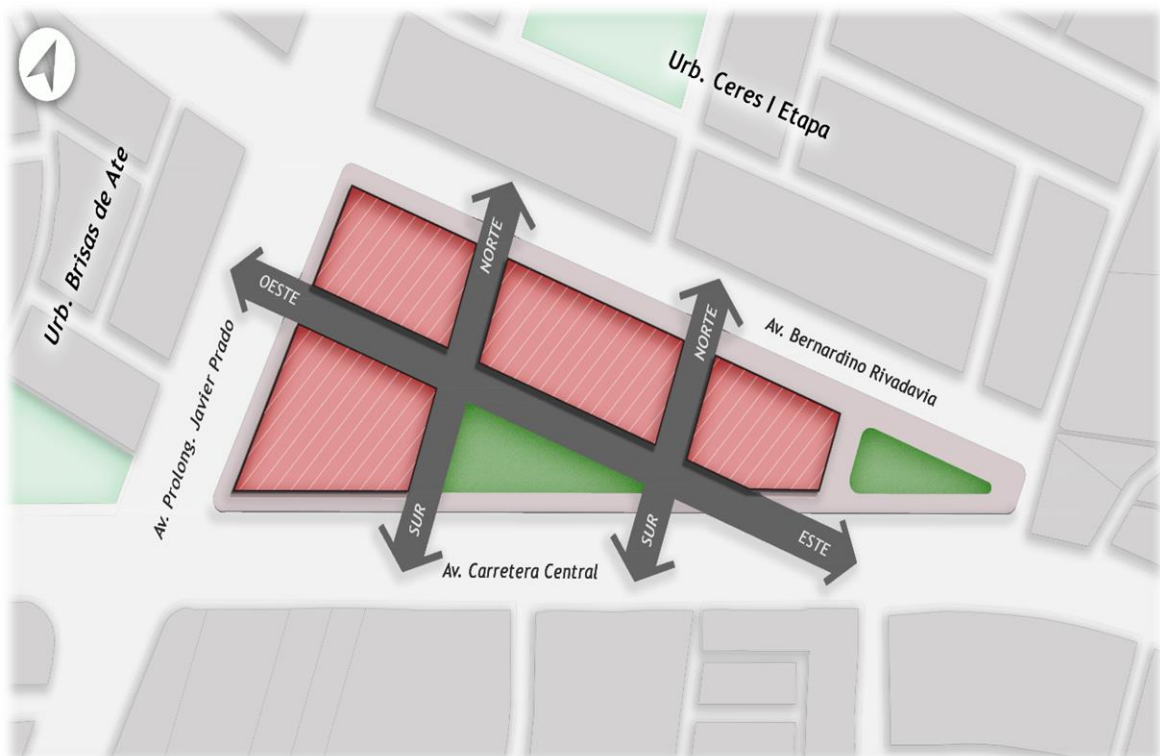 Urb. Ceres I Etapa
Urb. Brisas de Ate
NORTE
OESTE
NORTE
Av. Bernardino Rivadavia
Av. Prolong. Javier Prado
SUR
SUR
ESTE
Av. Carretera Central